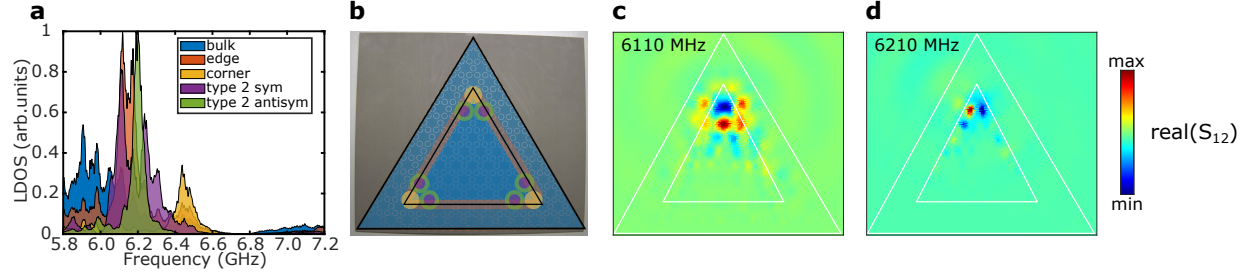 a
b
c
d
LDOS (arb.units)
1
0.8
0.6
0.4
0.2
0
5.8
6.0
6.2
6.4
6.6
6.8
7.0
7.2
Frequency (GHz)
bulk
edge
corner
type 2 sym
type 2 antisym
6110 MHz
6210 MHz
max
min
real(S₁₂)